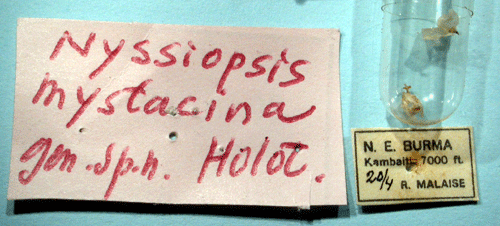 Nyssiopsis
mystacina
gen. sp. n. Holot.
N. E. BURMA
Kambaiti 7000 ft.
20/4 R. MALAISE